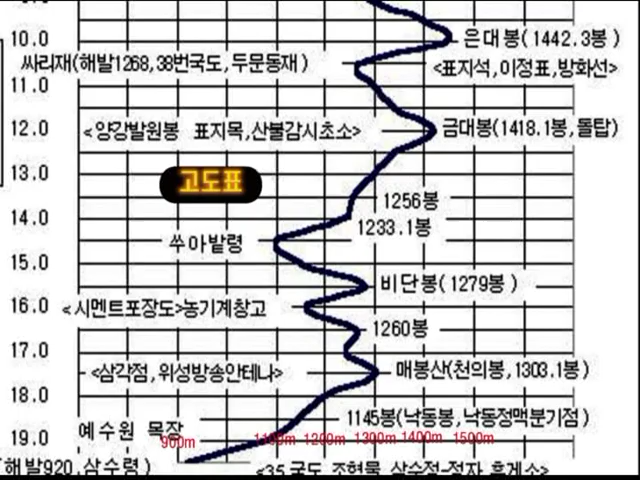 10.0 은대봉(1442.3봉)
싸리재(해발1268,38번국도,두문동재) <표지석,이정표,방화선>
11.0
12.0 <양강발원봉 표지목,산불감시초소> 금대봉(1418.1봉,돌탑)
13.0
고도표
1256봉
14.0 1233.1봉
쑤아밭령
15.0
비단봉(1279봉)
16.0 <시멘트포장도>농기계창고
1260봉
17.0
<삼각점,위성방송안테나> 매봉산(천의봉,1303.1봉)
18.0
1145봉(낙동봉,낙동정맥분기점)
예수원 목장
19.0 900m 1100m 1200m 1300m 1400m 1500m
해발920,삼수령)